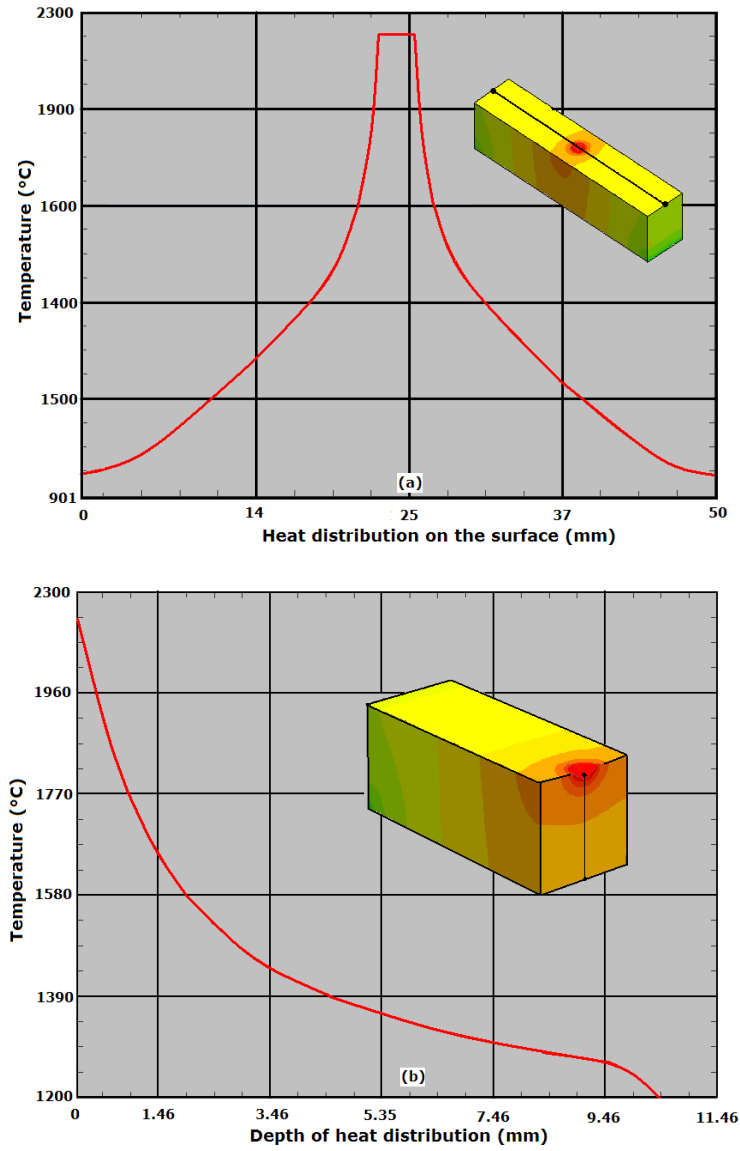 2300
1900
1600
1400
1500
901
Temperature (°C)
(a)
0 14 25 37 50
Heat distribution on the surface (mm)
2300
1960
1770
1580
1390
1200
Temperature (°C)
(b)
0 1.46 3.46 5.35 7.46 9.46 11.46
Depth of heat distribution (mm)